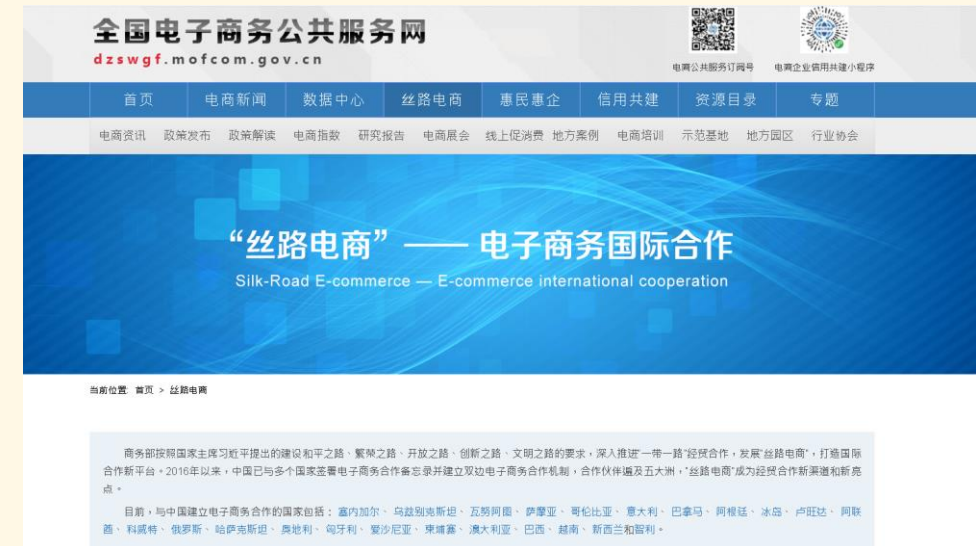 全国电子商务公共服务网
dzswgf.mofcom.gov.cn
电商公共服务订阅号 电商企业信用共建小程序
首页 电商新闻 数据中心 丝路电商 惠民惠企 信用共建 资源目录 专题
电商资讯 政策发布 政策解读 电商指数 研究报告 电商展会 线上促消费 地方案例 电商培训 示范基地 地方园区 行业协会
“丝路电商” —— 电子商务国际合作
Silk-Road E-commerce — E-commerce international cooperation
当前位置: 首页 > 丝路电商
商务部按照国家主席习近平提出的建设和平之路、繁荣之路、开放之路、创新之路、文明之路的要求，深入推进“一带一路”经贸合作，发展“丝路电商”，打造国际
合作新平台。2016年以来，中国已与多个国家签署电子商务合作备忘录并建立双边电子商务合作机制，合作伙伴遍及五大洲，“丝路电商”成为经贸合作新渠道和新亮
点。
目前，与中国建立电子商务合作的国家包括：塞内加尔、乌兹别克斯坦、瓦努阿图、萨摩亚、哥伦比亚、意大利、巴拿马、阿根廷、冰岛、卢旺达、阿联
酋、科威特、俄罗斯、哈萨克斯坦、奥地利、匈牙利、爱沙尼亚、柬埔寨、澳大利亚、巴西、越南、新西兰和智利。